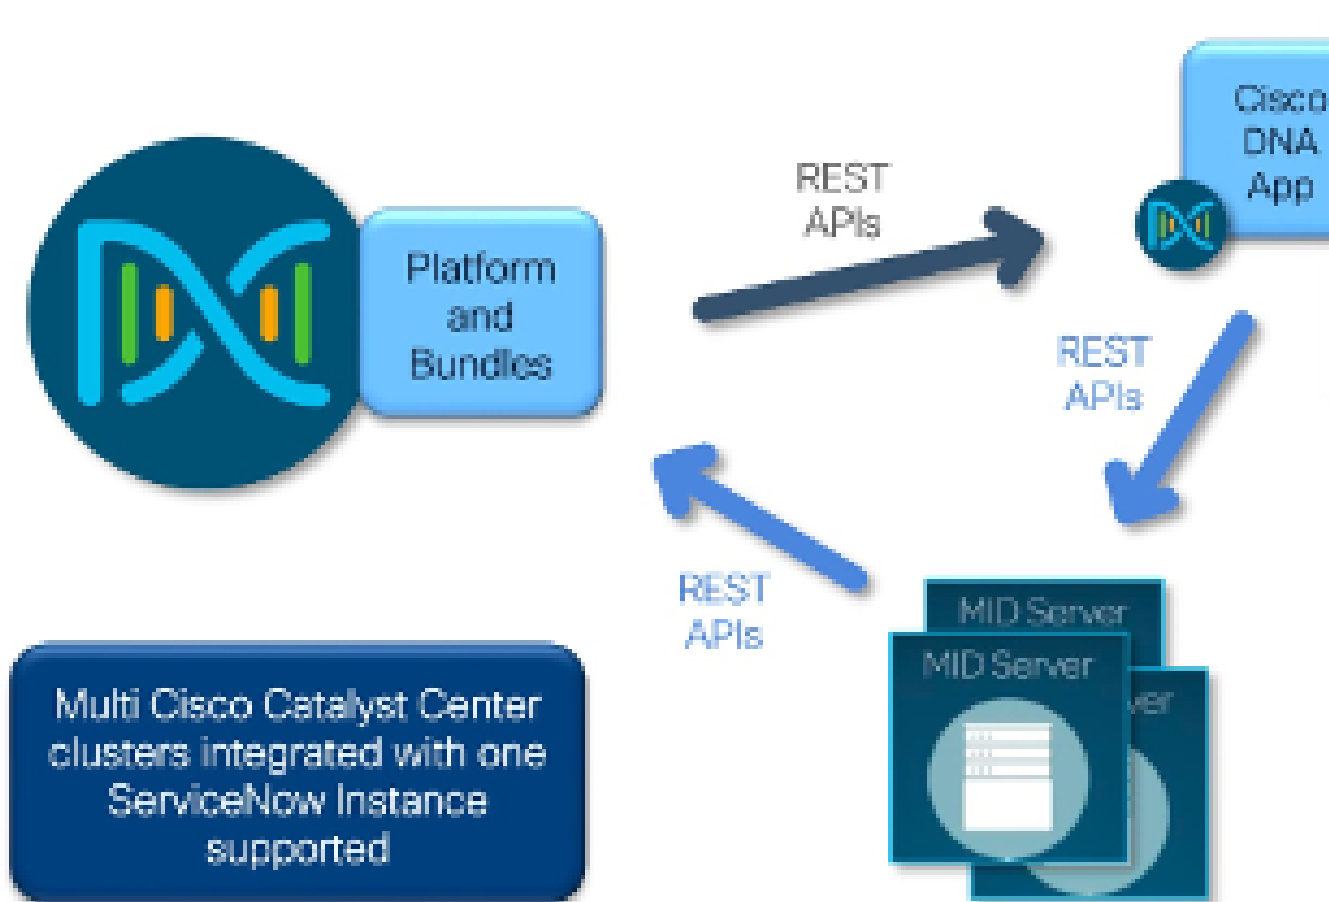 Cisco
DNA
App
REST
APIs
Platform
and
Bundles
REST
APIs
REST
APIs
MID Server
MID Server
ver
Multi Cisco Catalyst Center
clusters integrated with one
ServiceNow Instance
supported